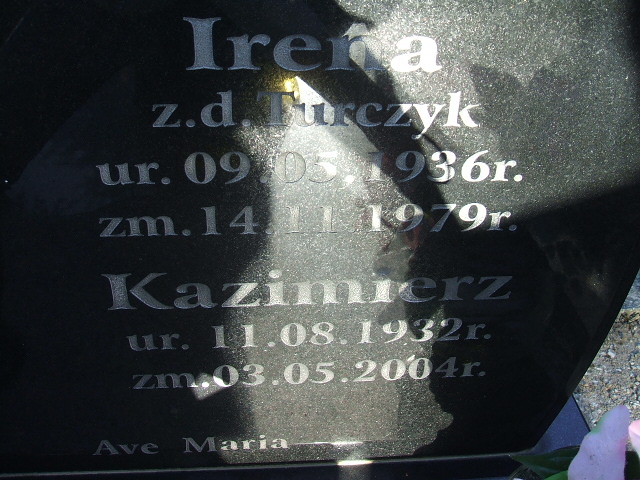 Irena
z.d.Turczyk
ur. 09.05.1936r.
zm.14.11.1979r.
Kazimierz
ur. 11.08.1932r.
zm.03.05.2004r.
Ave Maria